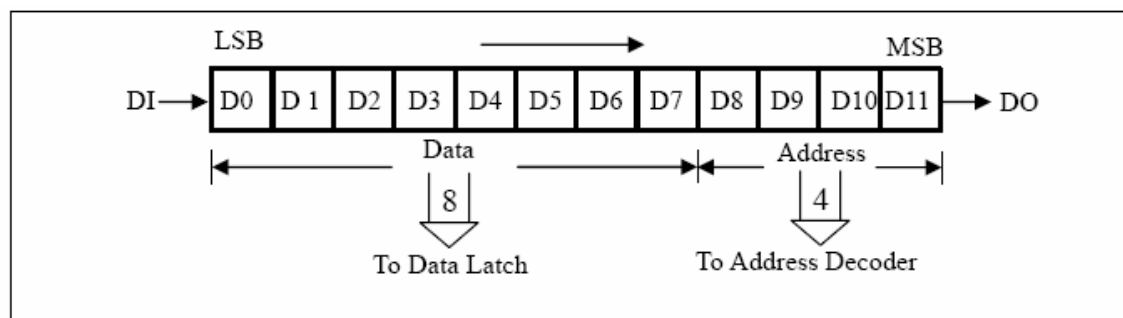 LSB MSB
DI D0 D 1 D2 D3 D4 D5 D6 D7 D8 D9 D10 D11 DO
Data Address
8 4
To Data Latch To Address Decoder